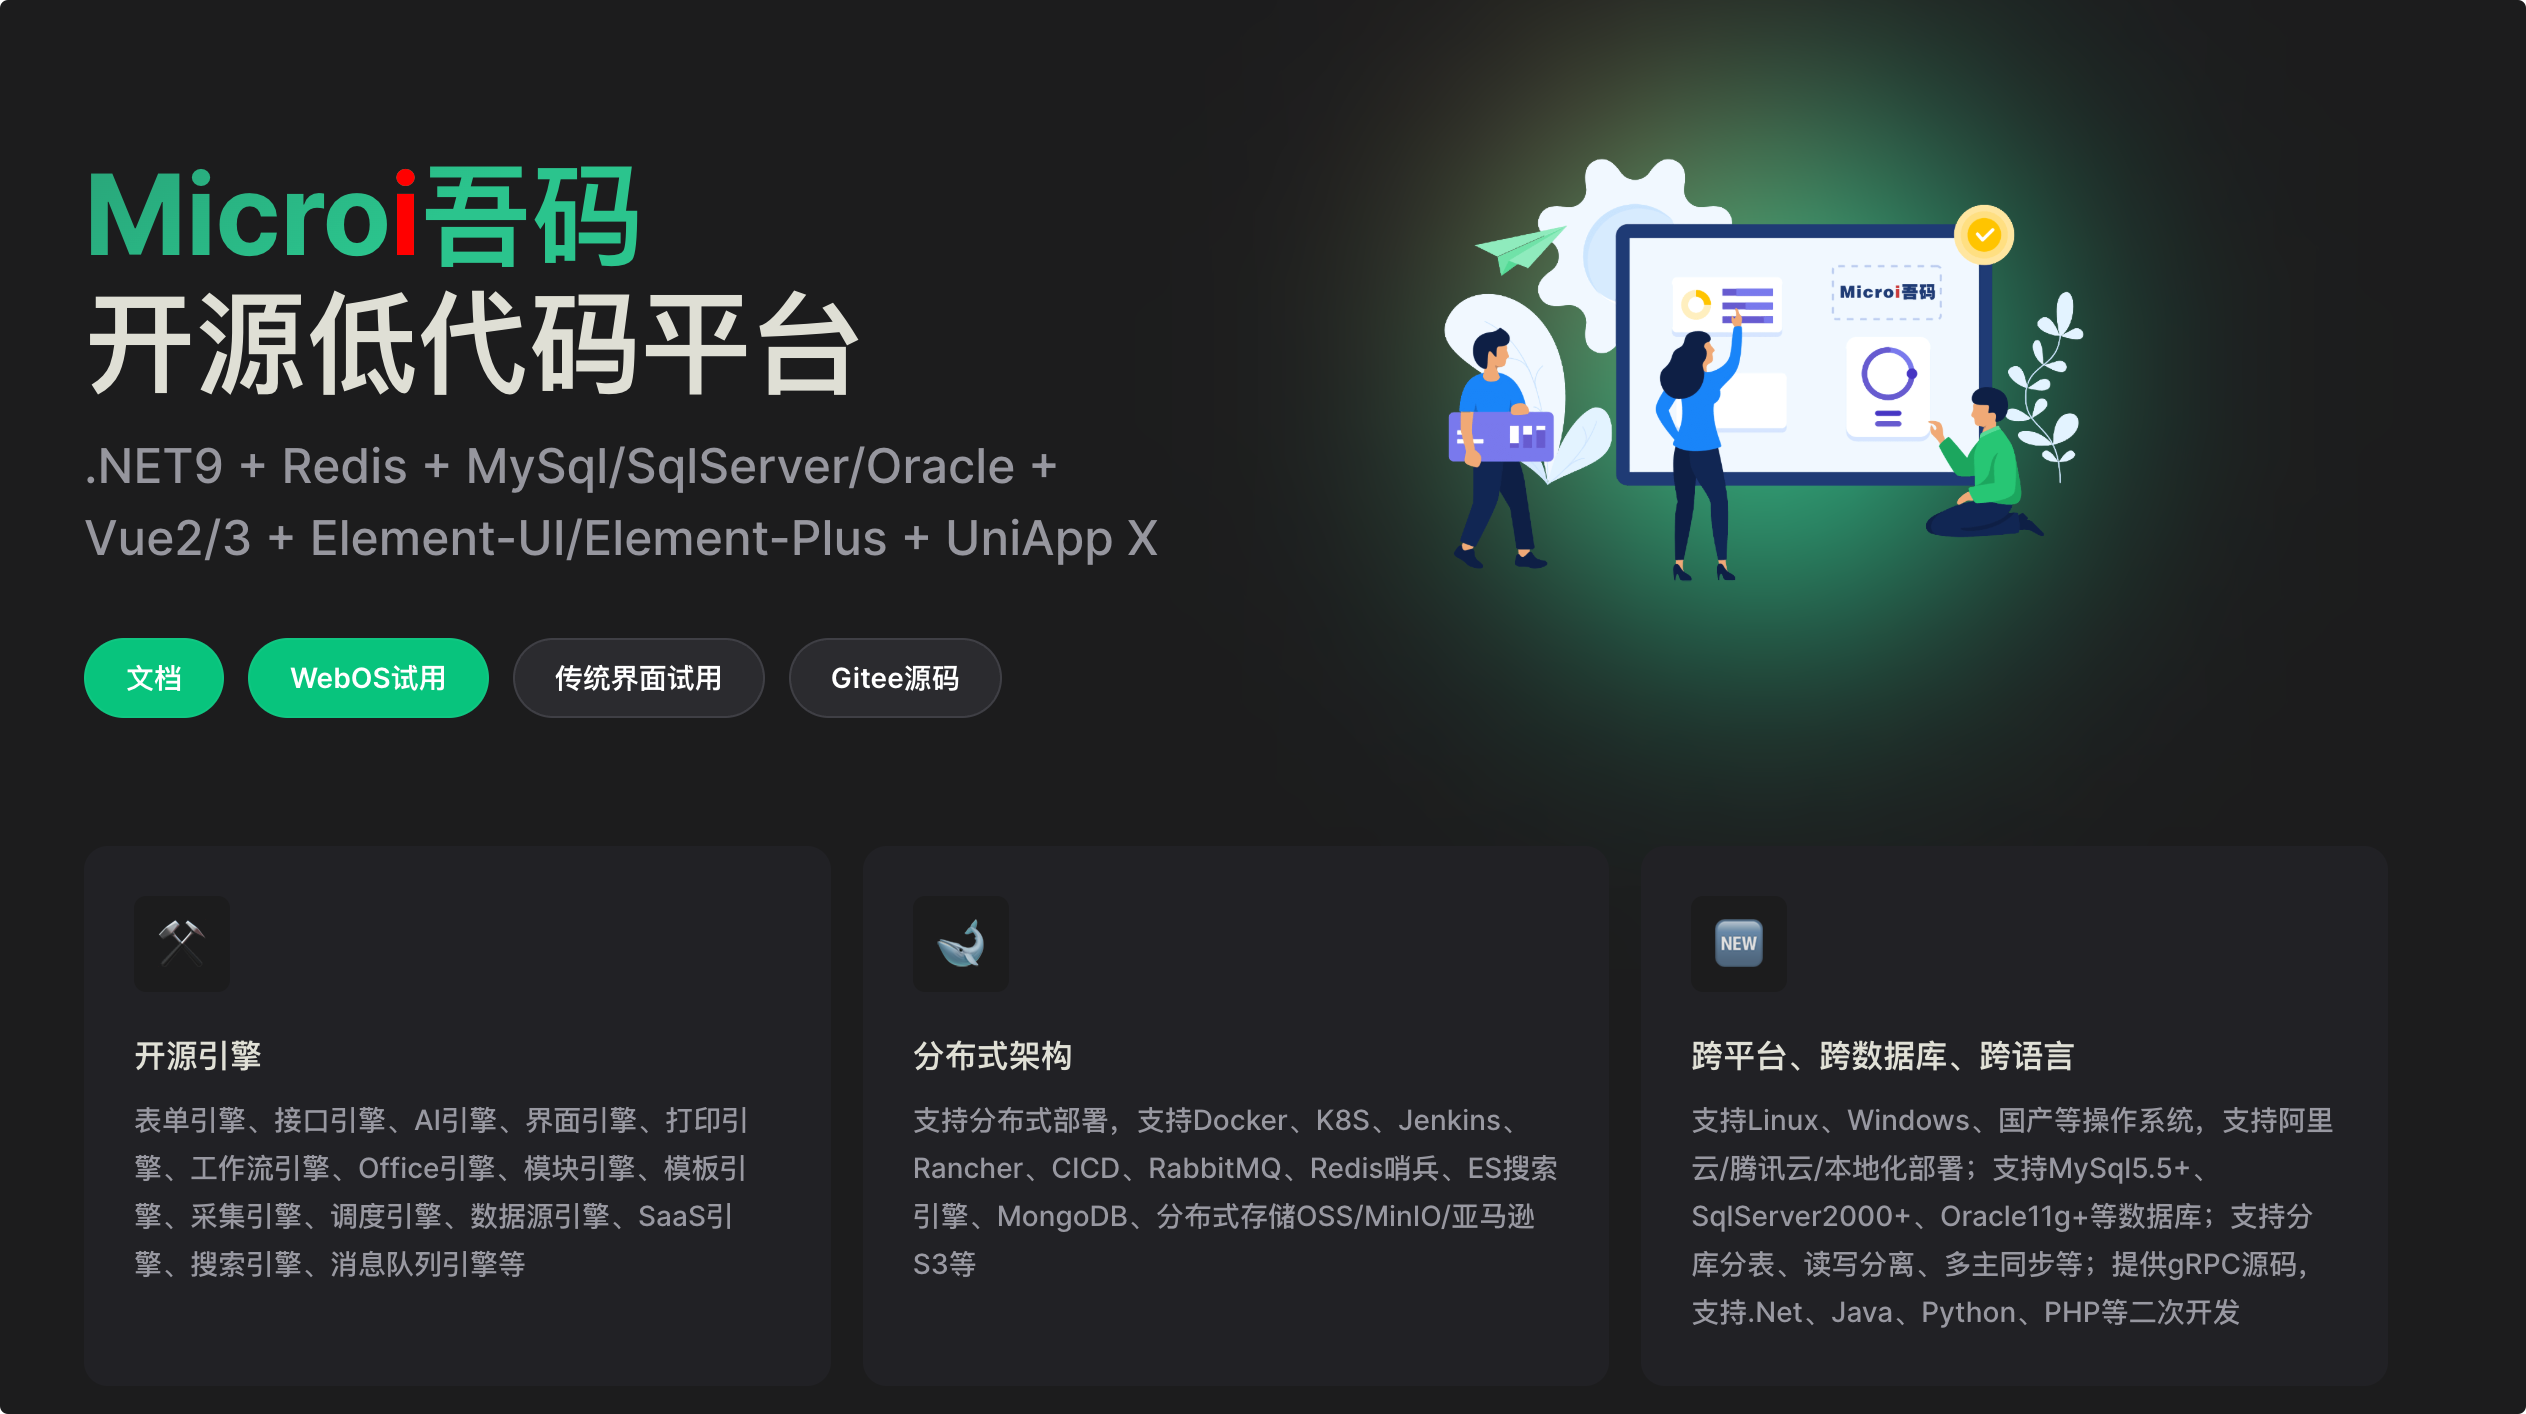 Microi吾码
开源低代码平台
.NET9 + Redis + MySql/SqlServer/Oracle +
Vue2/3 + Element-UI/Element-Plus + UniApp X
文档
WebOS试用
传统界面试用
Gitee源码
Microi吾码
开源引擎
表单引擎、接口引擎、AI引擎、界面引擎、打印引
擎、工作流引擎、Office引擎、模块引擎、模板引
擎、采集引擎、调度引擎、数据源引擎、SaaS引
擎、搜索引擎、消息队列引擎等
分布式架构
支持分布式部署，支持Docker、K8S、Jenkins、
Rancher、CICD、RabbitMQ、Redis哨兵、ES搜索
引擎、MongoDB、分布式存储OSS/MinIO/亚马逊
S3等
NEW
跨平台、跨数据库、跨语言
支持Linux、Windows、国产等操作系统，支持阿里
云/腾讯云/本地化部署；支持MySql5.5+、
SqlServer2000+、Oracle11g+等数据库；支持分
库分表、读写分离、多主同步等；提供gRPC源码，
支持.Net、Java、Python、PHP等二次开发